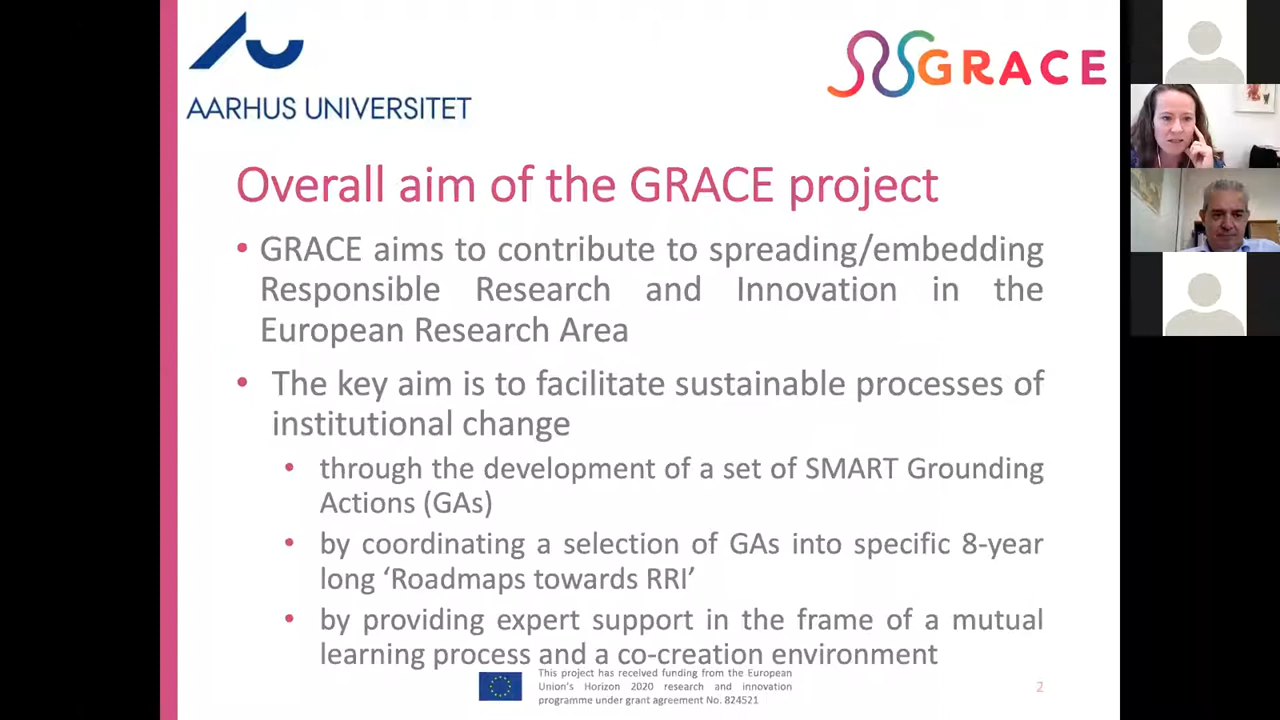 AARHUS UNIVERSITET
GRACE
Overall aim of the GRACE project
• GRACE aims to contribute to spreading/embedding
Responsible Research and Innovation in the
European Research Area
• The key aim is to facilitate sustainable processes of
institutional change
• through the development of a set of SMART Grounding
Actions (GAs)
• by coordinating a selection of GAs into specific 8-year
long ‘Roadmaps towards RRI’
• by providing expert support in the frame of a mutual
learning process and a co-creation environment
This project has received funding from the European
Union's Horizon 2020 research and innovation
programme under grant agreement No. 824521
2